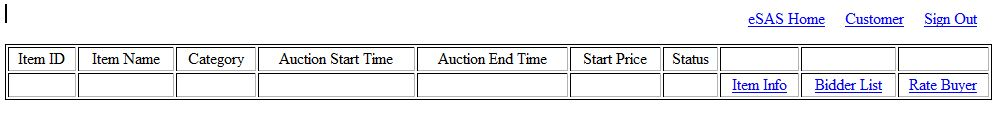 eSAS Home Customer Sign Out
Item ID Item Name Category Auction Start Time Auction End Time Start Price Status
Item Info Bidder List Rate Buyer